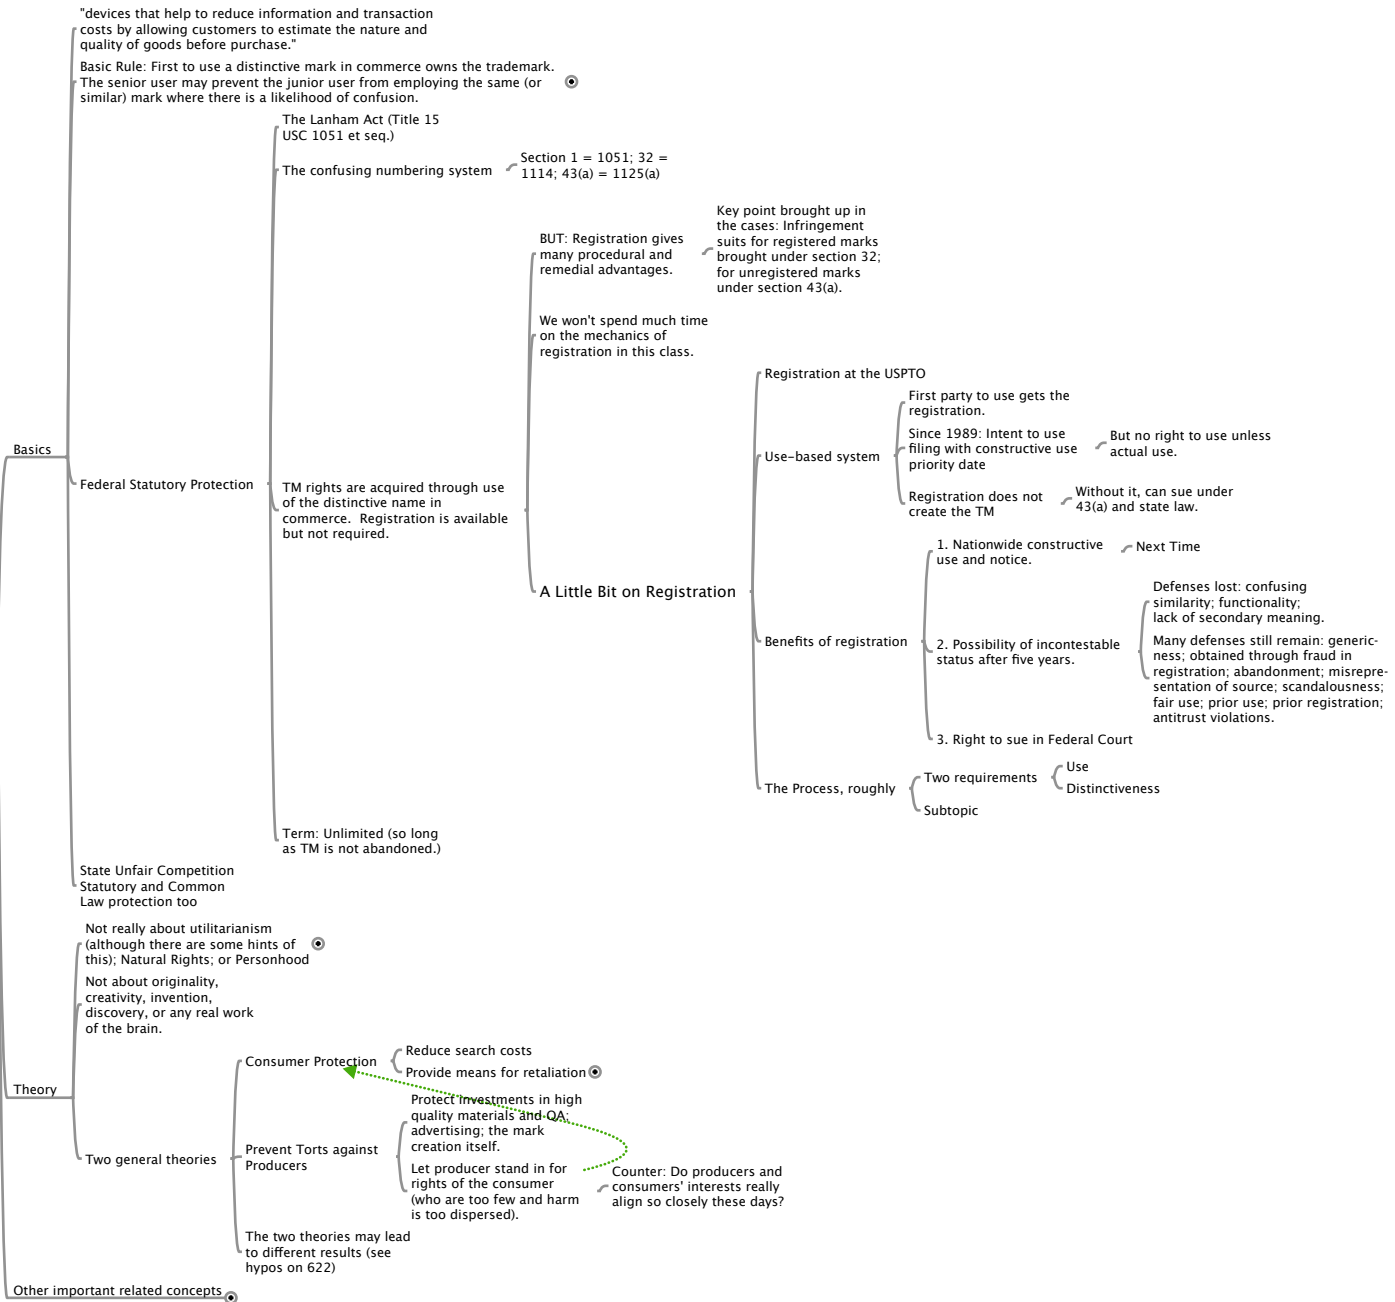 "devices that help to reduce information and transaction
costs by allowing customers to estimate the nature and
quality of goods before purchase."
Basic Rule: First to use a distinctive mark in commerce owns the trademark.
The senior user may prevent the junior user from employing the same (or
similar) mark where there is a likelihood of confusion.
The Lanham Act (Title 15
USC 1051 et seq.)
The confusing numbering system
Section 1 = 1051; 32 =
1114; 43(a) = 1125(a)
BUT: Registration gives
many procedural and
remedial advantages.
Key point brought up in
the cases: Infringement
suits for registered marks
brought under section 32;
for unregistered marks
under section 43(a).
We won't spend much time
on the mechanics of
registration in this class.
Registration at the USPTO
First party to use gets the
registration.
Since 1989: Intent to use
filing with constructive use
priority date
But no right to use unless
actual use.
Use-based system
Registration does not
create the TM
Without it, can sue under
43(a) and state law.
Basics
Federal Statutory Protection
TM rights are acquired through use
of the distinctive name in
commerce.  Registration is available
but not required.
A Little Bit on Registration
1. Nationwide constructive
use and notice.
Next Time
Benefits of registration
2. Possibility of incontestable
status after five years.
Defenses lost: confusing
similarity; functionality;
lack of secondary meaning.
Many defenses still remain: generic-
ness; obtained through fraud in
registration; abandonment; misrepre-
sentation of source; scandalousness;
fair use; prior use; prior registration;
antitrust violations.
3. Right to sue in Federal Court
The Process, roughly
Two requirements
Use
Distinctiveness
Subtopic
Term: Unlimited (so long
as TM is not abandoned.)
State Unfair Competition
Statutory and Common
Law protection too
Not really about utilitarianism
(although there are some hints of
this); Natural Rights; or Personhood
Not about originality,
creativity, invention,
discovery, or any real work
of the brain.
Theory
Two general theories
Consumer Protection
Reduce search costs
Provide means for retaliation
Prevent Torts against
Producers
Protect investments in high
quality materials and QA;
advertising; the mark
creation itself.
Let producer stand in for
rights of the consumer
(who are too few and harm
is too dispersed).
Counter: Do producers and
consumers' interests really
align so closely these days?
The two theories may lead
to different results (see
hypos on 622)
Other important related concepts